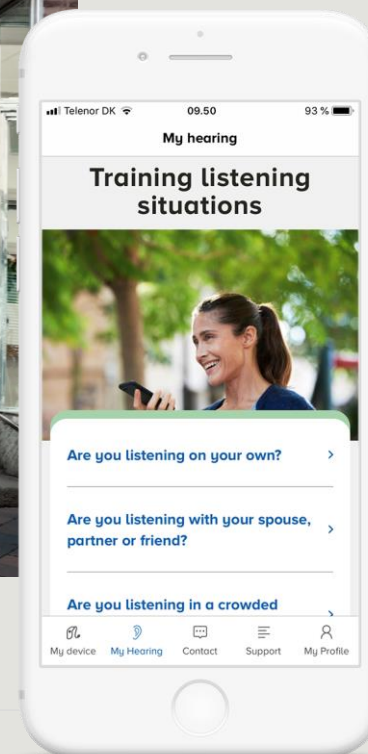 Telenor DK
09.50
93 %
My hearing
Training listening
situations
Are you listening on your own?
Are you listening with your spouse,
partner or friend?
Are you listening in a crowded
My device
My Hearing
Contact
Support
My Profile